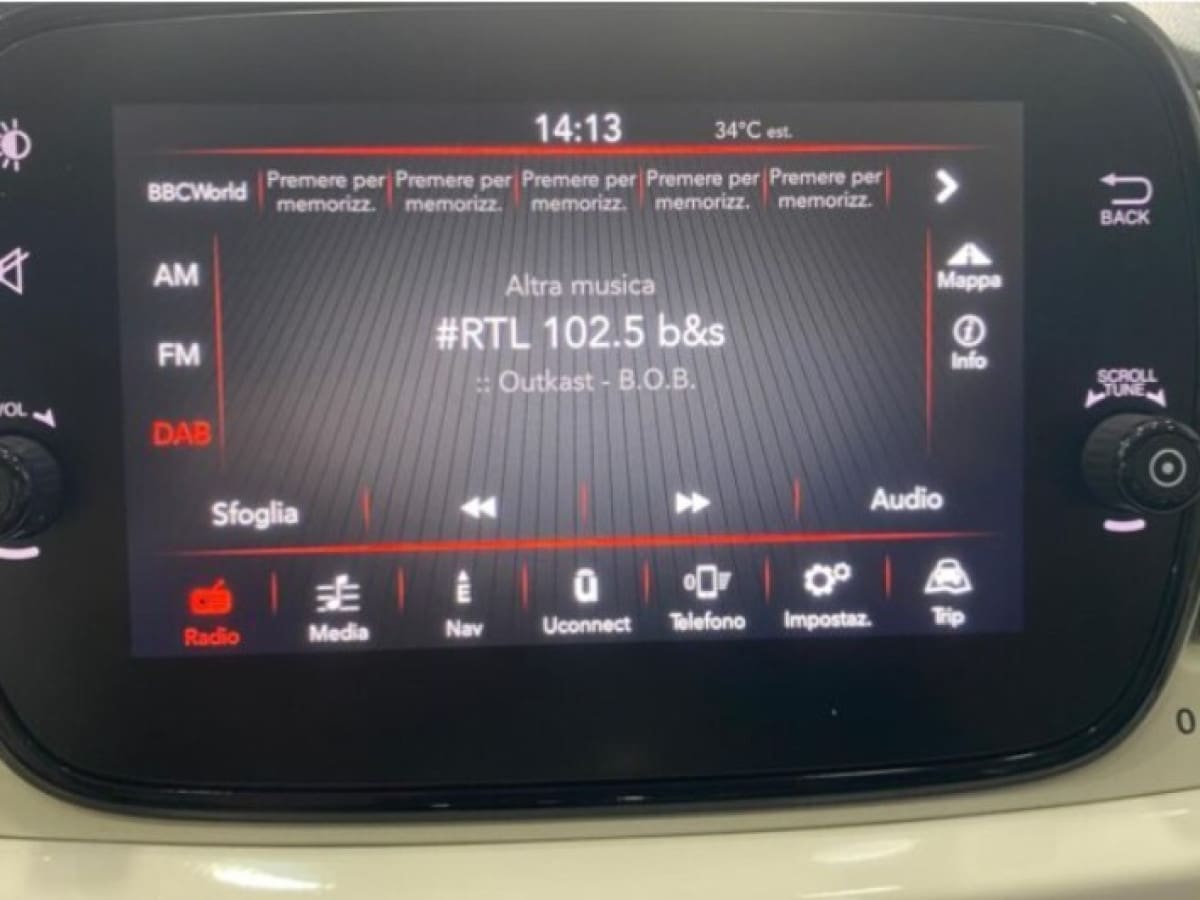 14:13 34°C est.
BBCWorld Premere per Premere per Premere per Premere per Premere per
memorizz. memorizz. memorizz. memorizz. memorizz.
BACK
AM
Altra musica
Mappa
#RTL 102.5 b&s
FM
Info
:: Outkast - B.O.B.
SCROLL
TUNE
VOL
DAB
Sfoglia Audio
E
Radio Media Nav Uconnect Telefono Impostaz. Trip
0